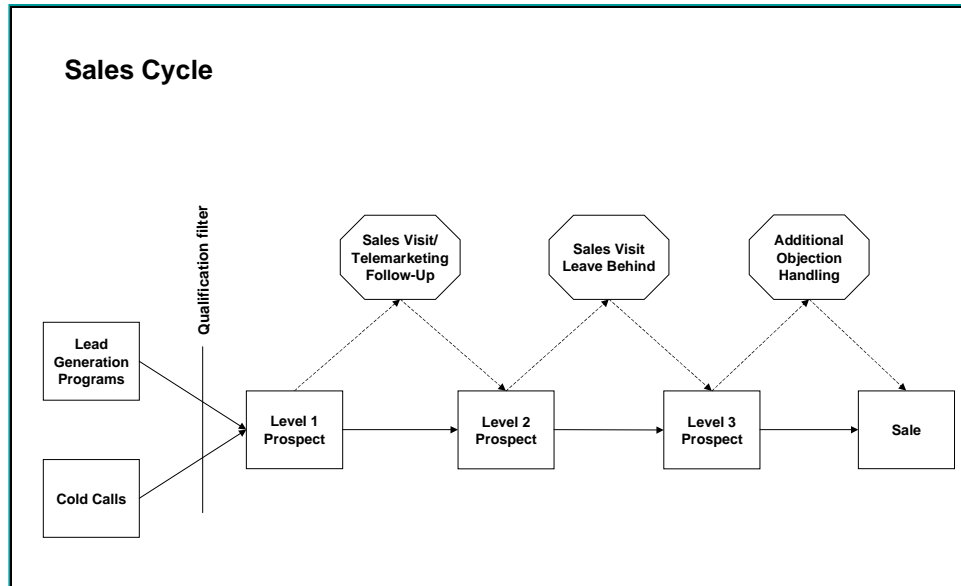 Sales Cycle
Qualification filter
Sales Visit/
Telemarketing
Follow-Up
Sales Visit
Leave Behind
Additional
Objection
Handling
Lead
Generation
Programs
Cold Calls
Level 1
Prospect
Level 2
Prospect
Level 3
Prospect
Sale